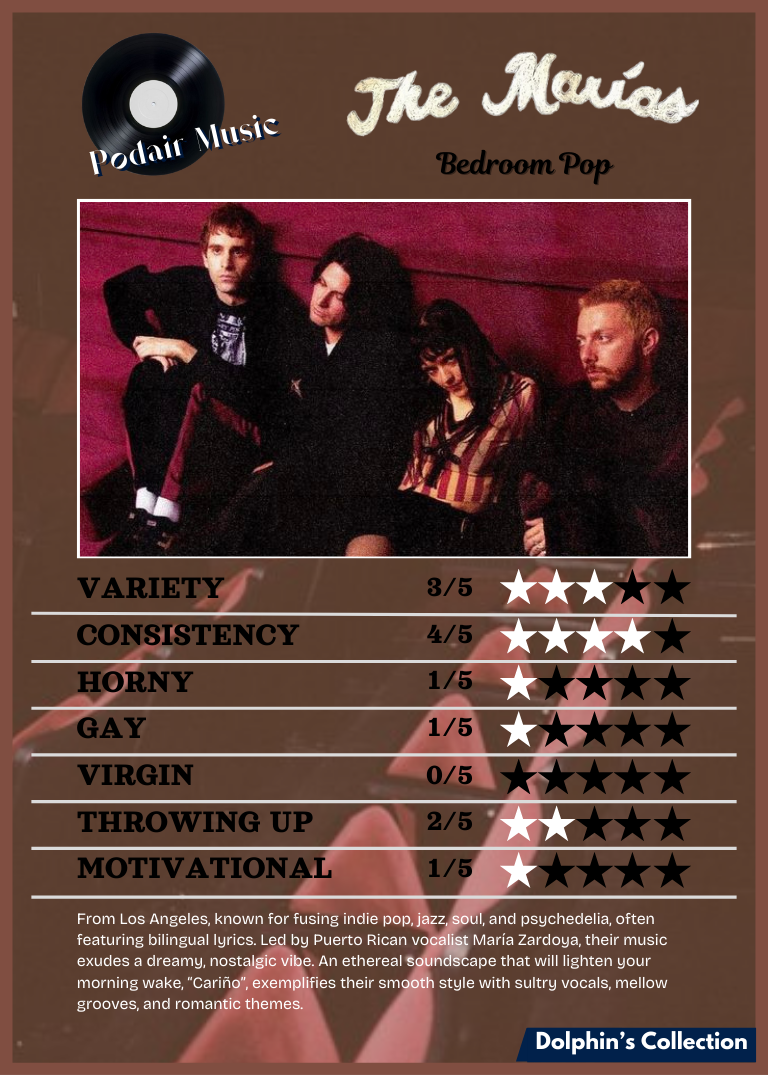 Podair Music
The Marías
Bedroom Pop
VARIETY 3/5
CONSISTENCY 4/5
HORNY 1/5
GAY 1/5
VIRGIN 0/5
THROWING UP 2/5
MOTIVATIONAL 1/5
From Los Angeles, known for fusing indie pop, jazz, soul, and psychedelia, often
featuring bilingual lyrics. Led by Puerto Rican vocalist María Zardoya, their music
exudes a dreamy, nostalgic vibe. An ethereal soundscape that will lighten your
morning wake, “Cariño”, exemplifies their smooth style with sultry vocals, mellow
grooves, and romantic themes.
Dolphin’s Collection